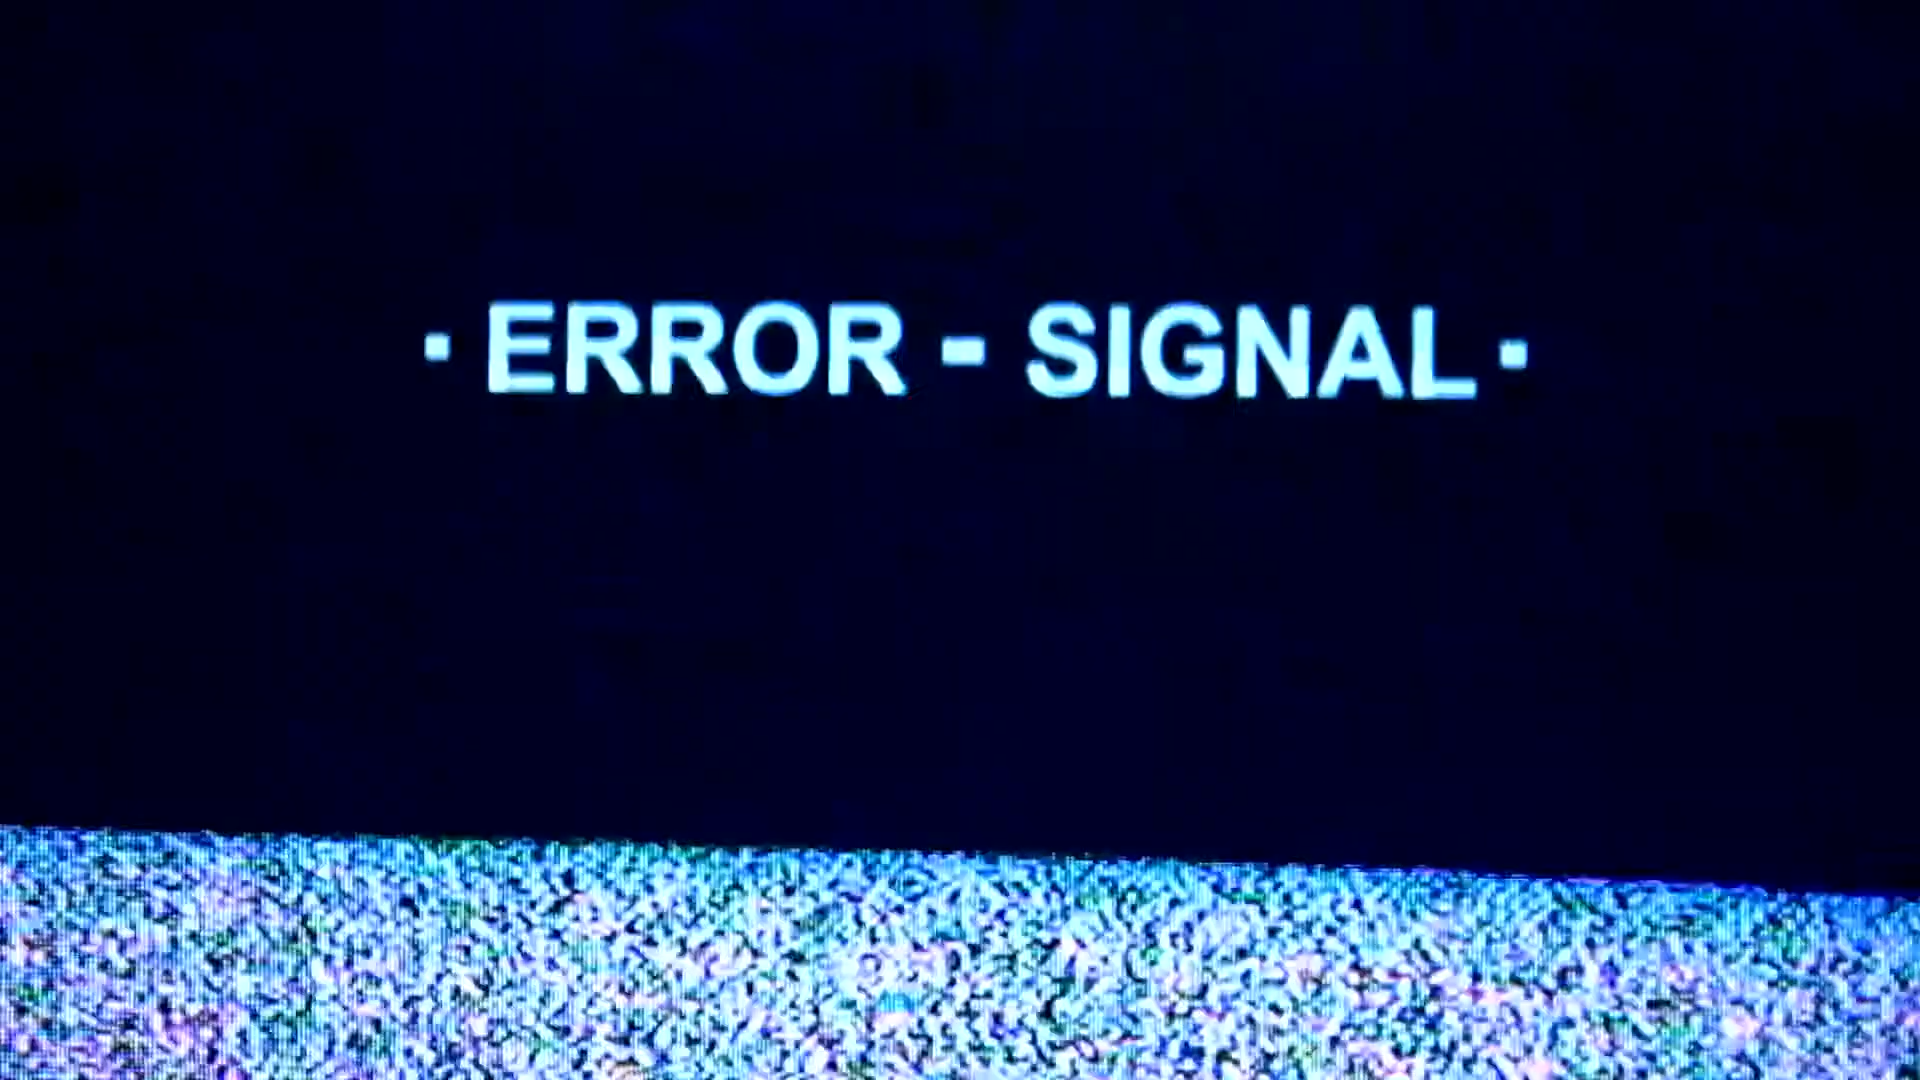 · ERROR - SIGNAL ·